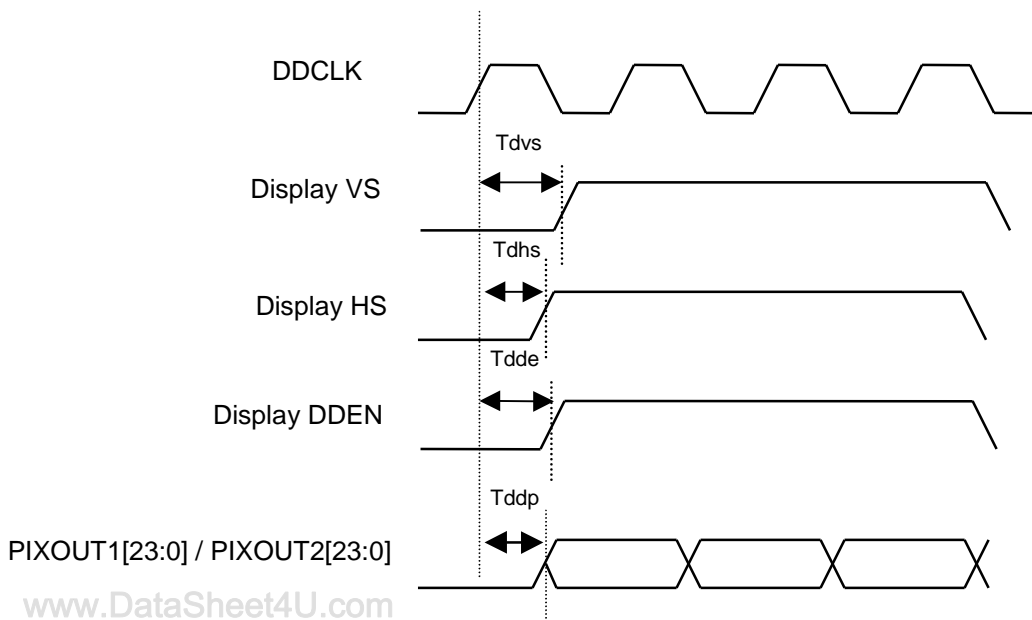 DDCLK
Tdvs
Display VS
Tdhs
Display HS
Tdde
Display DDEN
Tddp
PIXOUT1[23:0] / PIXOUT2[23:0]
www.DataSheet4U.com